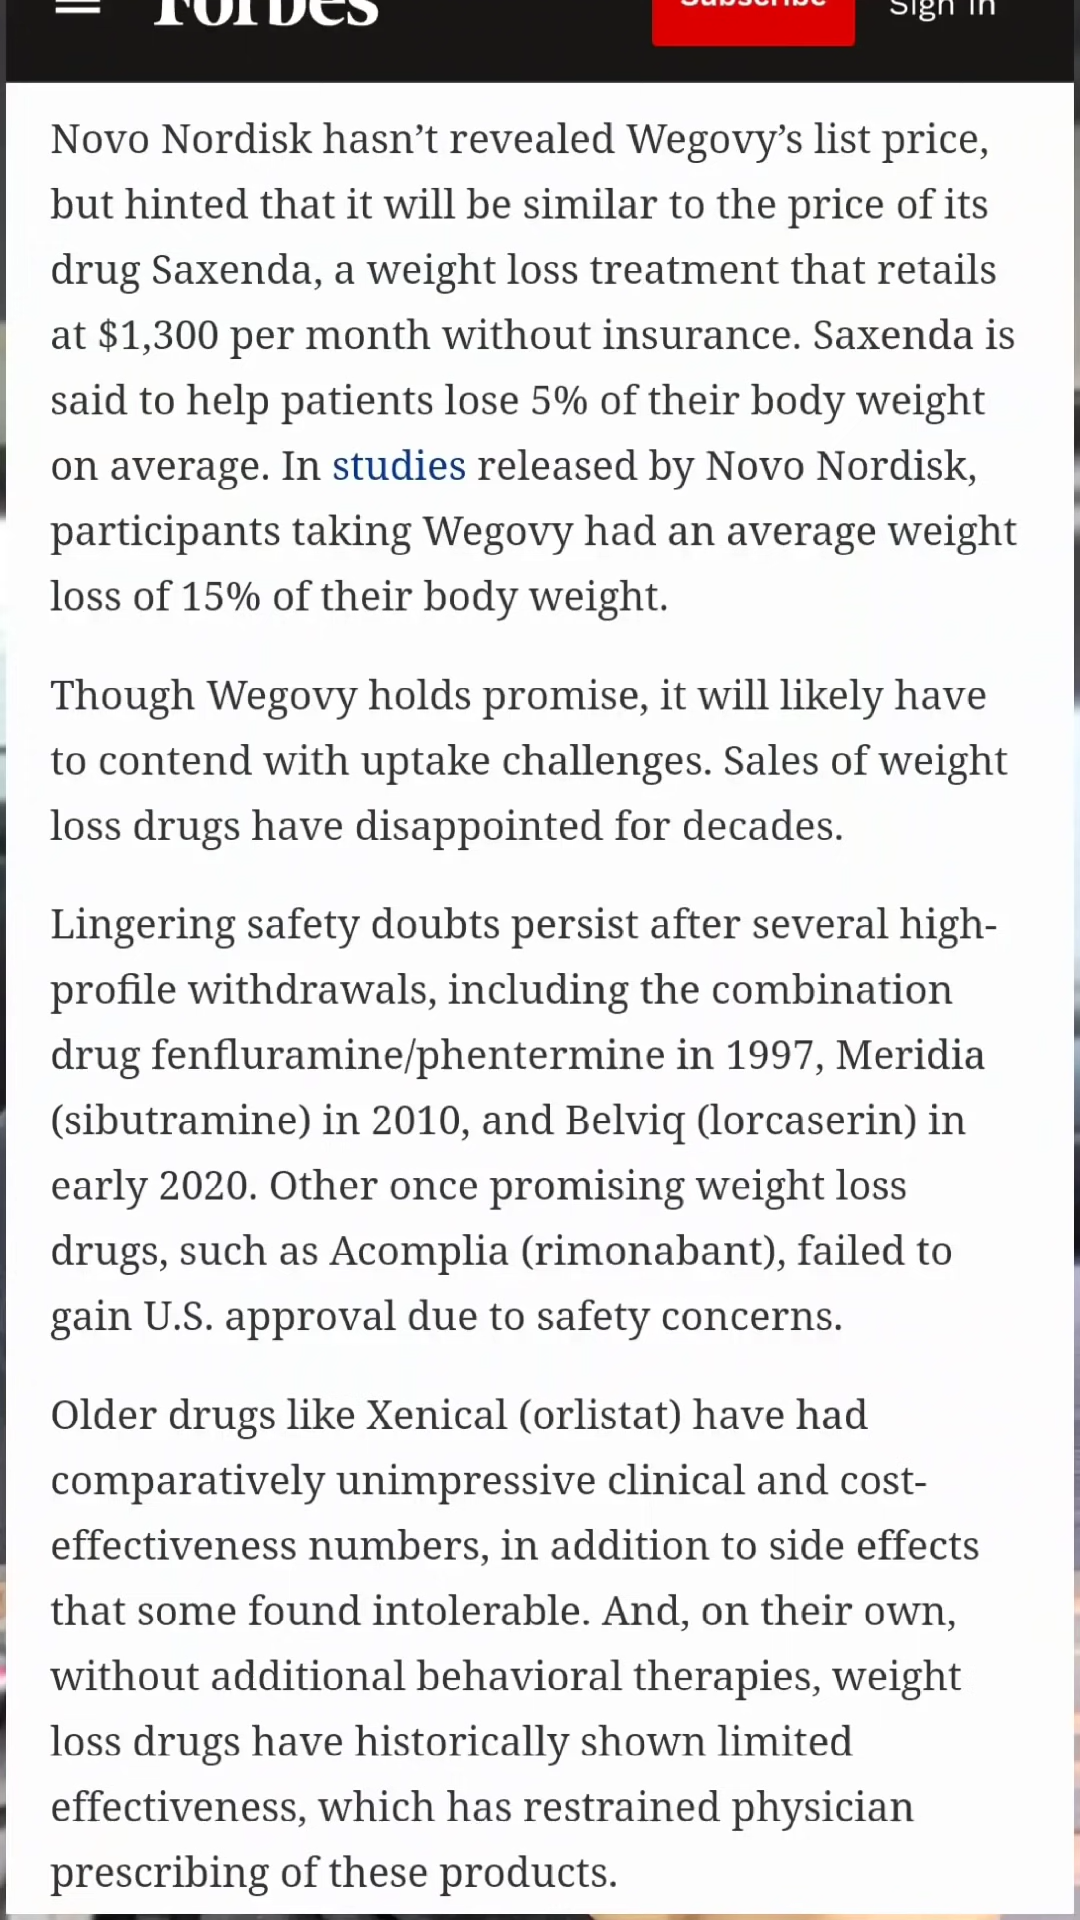 Forbes
Subscribe
Sign In
Novo Nordisk hasn’t revealed Wegovy’s list price,
but hinted that it will be similar to the price of its
drug Saxenda, a weight loss treatment that retails
at $1,300 per month without insurance. Saxenda is
said to help patients lose 5% of their body weight
on average. In studies released by Novo Nordisk,
participants taking Wegovy had an average weight
loss of 15% of their body weight.
Though Wegovy holds promise, it will likely have
to contend with uptake challenges. Sales of weight
loss drugs have disappointed for decades.
Lingering safety doubts persist after several high-
profile withdrawals, including the combination
drug fenfluramine/phentermine in 1997, Meridia
(sibutramine) in 2010, and Belviq (lorcaserin) in
early 2020. Other once promising weight loss
drugs, such as Acomplia (rimonabant), failed to
gain U.S. approval due to safety concerns.
Older drugs like Xenical (orlistat) have had
comparatively unimpressive clinical and cost-
effectiveness numbers, in addition to side effects
that some found intolerable. And, on their own,
without additional behavioral therapies, weight
loss drugs have historically shown limited
effectiveness, which has restrained physician
prescribing of these products.